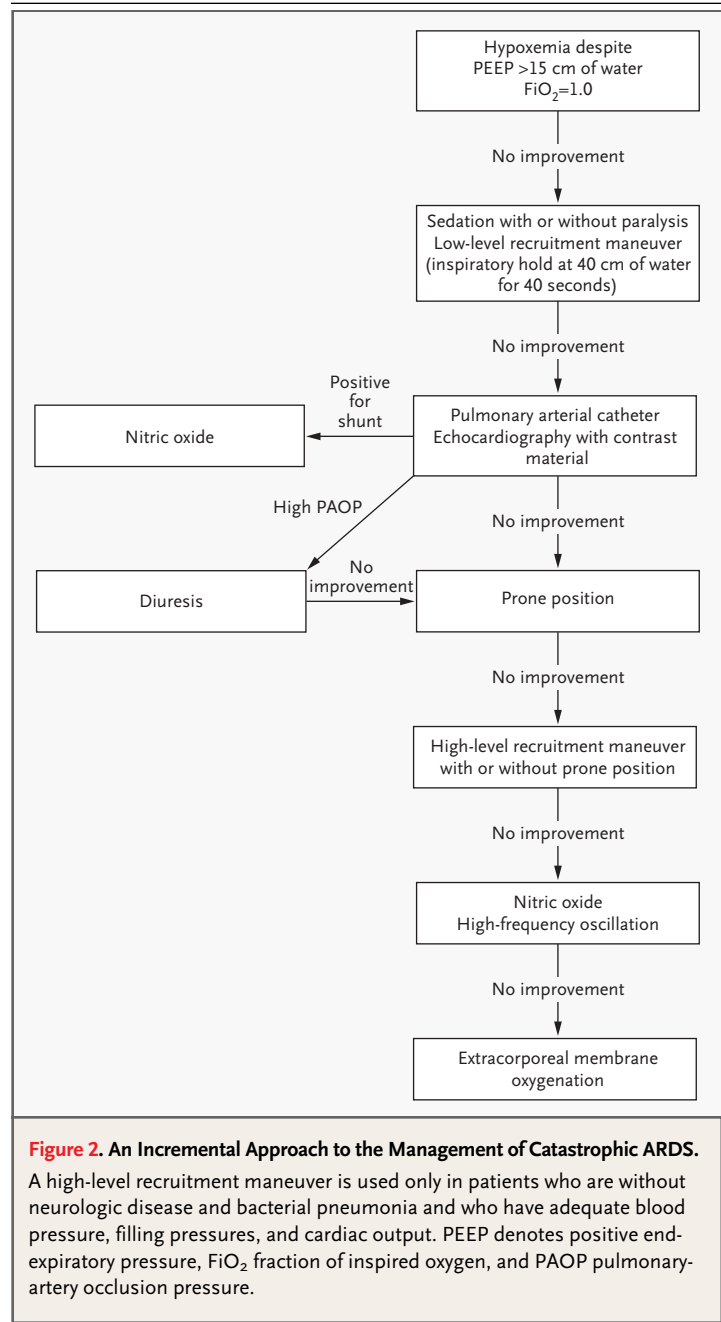 Hypoxemia despite
PEEP >15 cm of water
FiO₂=1.0
No improvement
Sedation with or without paralysis
Low-level recruitment maneuver
(inspiratory hold at 40 cm of water
for 40 seconds)
No improvement
Positive
for
shunt
Nitric oxide
Pulmonary arterial catheter
Echocardiography with contrast
material
High PAOP
No improvement
Diuresis
No
improvement
Prone position
No improvement
High-level recruitment maneuver
with or without prone position
No improvement
Nitric oxide
High-frequency oscillation
No improvement
Extracorporeal membrane
oxygenation
Figure 2. An Incremental Approach to the Management of Catastrophic ARDS.
A high-level recruitment maneuver is used only in patients who are without
neurologic disease and bacterial pneumonia and who have adequate blood
pressure, filling pressures, and cardiac output. PEEP denotes positive end-
expiratory pressure, FiO₂ fraction of inspired oxygen, and PAOP pulmonary-
artery occlusion pressure.